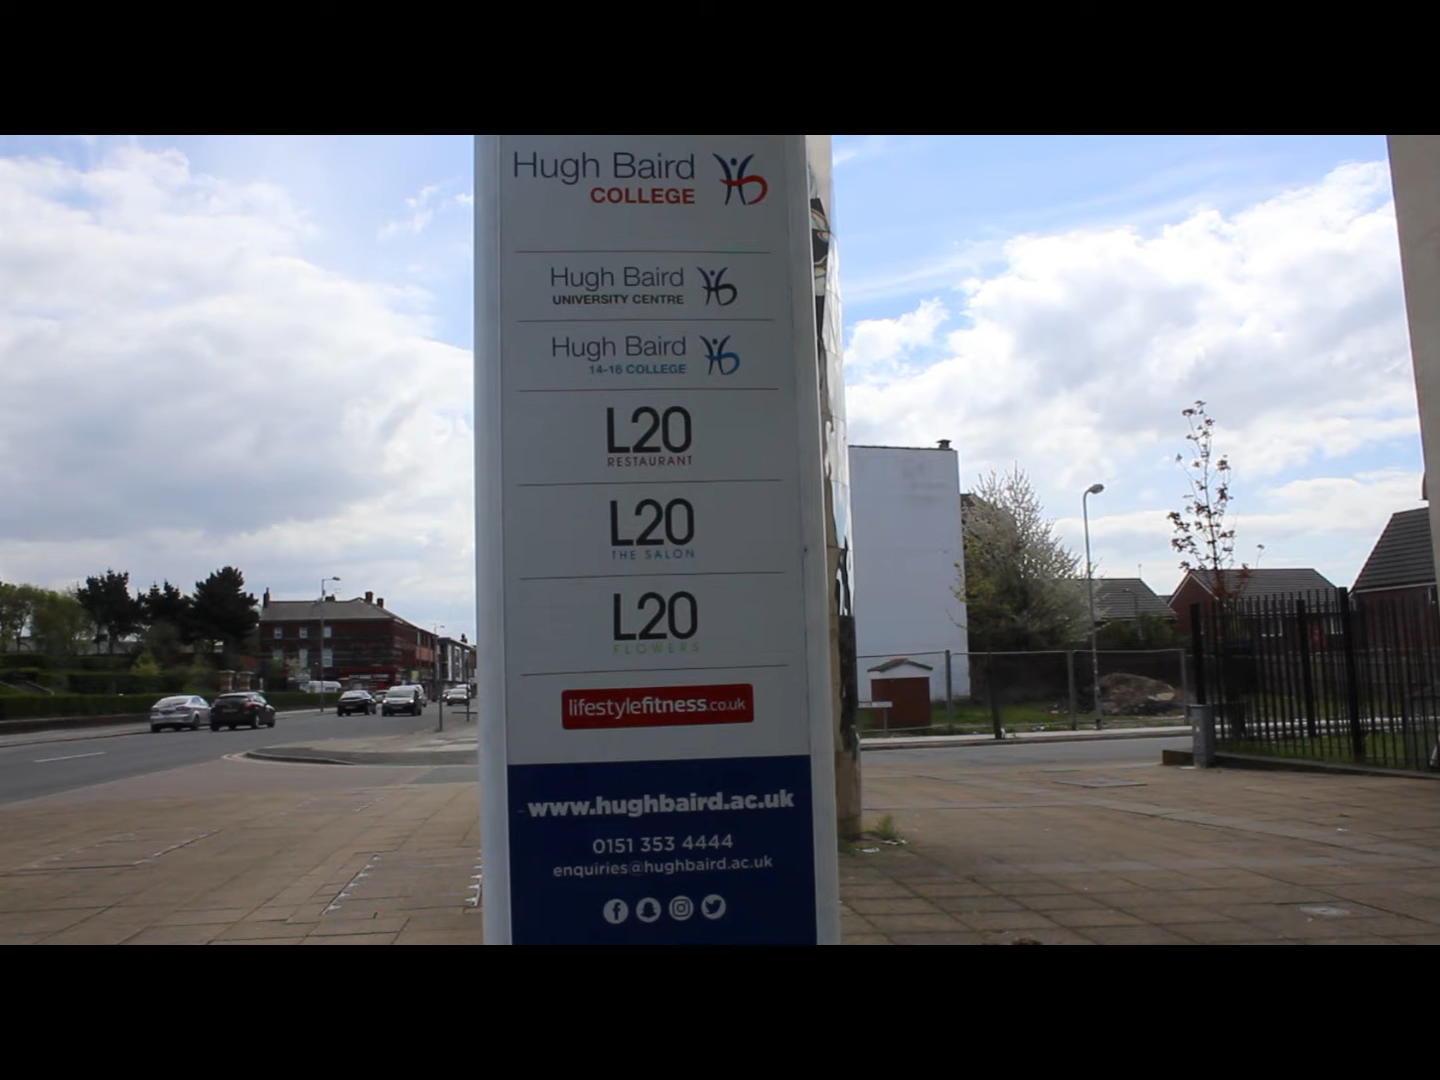 Hugh Baird
COLLEGE
Hugh Baird
UNIVERSITY CENTRE
Hugh Baird
14-16 COLLEGE
L20
RESTAURANT
L20
THE SALON
L20
FLOWERS
lifestylefitness.co.uk
www.hughbaird.ac.uk
0151 353 4444
enquiries@hughbaird.ac.uk